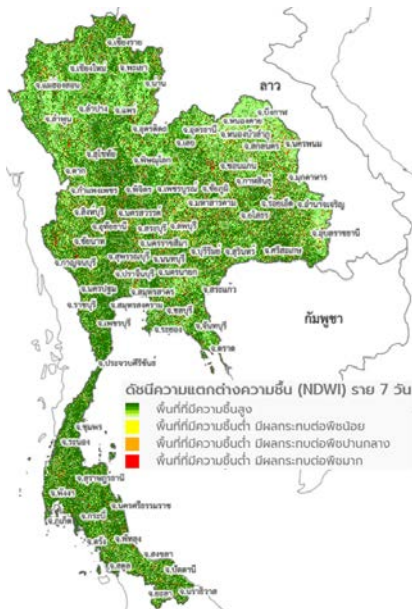 จ.เชียงราย
จ.เชียงใหม่
จ.พะเยา
จ.แม่ฮ่องสอน
จ.น่าน
จ.ลำปาง
จ.แพร่
จ.ลำพูน
ลาว
จ.บึงกาฬ
จ.หนองคาย
จ.อุตรดิตถ์
จ.อุดรธานี
จ.หนองบัวลำภู
จ.เลย
จ.สกลนคร
จ.นครพนม
จ.สุโขทัย
จ.พิษณุโลก
จ.ขอนแก่น
จ.ตาก
จ.กาฬสินธุ์
จ.มุกดาหาร
จ.กำแพงเพชร
จ.พิจิตร
จ.เพชรบูรณ์
จ.ชัยภูมิ
จ.มหาสารคาม
จ.ร้อยเอ็ด
จ.อำนาจเจริญ
จ.สิงห์บุรี
จ.นครสวรรค์
จ.ยโสธร
จ.อุทัยธานี
จ.สระบุรี
จ.ลพบุรี
จ.อุบลราชธานี
จ.ชัยนาท
จ.นครราชสีมา
จ.บุรีรัมย์
จ.สุรินทร์
จ.ศรีสะเกษ
จ.กาญจนบุรี
จ.สุพรรณบุรี
จ.นนทบุรี
จ.ปราจีนบุรี
จ.นครนายก
จ.นครปฐม
จ.สมุทรสาคร
จ.สระแก้ว
จ.ราชบุรี
จ.สมุทรสงคราม
จ.ชลบุรี
กัมพูชา
จ.เพชรบุรี
จ.ระยอง
จ.จันทบุรี
จ.ตราด
จ.ประจวบคีรีขันธ์
ดัชนีความแตกต่างความชื้น (NDWI) ราย 7 วัน
พื้นที่ที่มีความชื้นสูง
พื้นที่ที่มีความชื้นต่ำ มีผลกระทบต่อพืชน้อย
พื้นที่ที่มีความชื้นต่ำ มีผลกระทบต่อพืชปานกลาง
พื้นที่ที่มีความชื้นต่ำ มีผลกระทบต่อพืชมาก
จ.ชุมพร
จ.ระนอง
จ.สุราษฎร์ธานี
จ.พังงา
จ.นครศรีธรรมราช
จ.ภูเก็ต
จ.กระบี่
จ.ตรัง
จ.พัทลุง
จ.สงขลา
จ.สตูล
จ.ปัตตานี
จ.ยะลา
จ.นราธิวาส